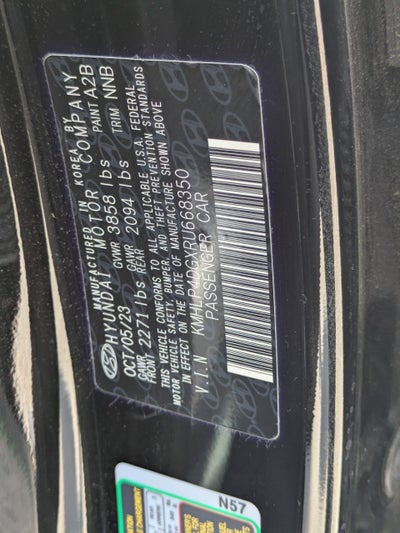 MANUFACTURED IN KOREA BY
HYUNDAI MOTOR COMPANY
OCT/05/23 GVWR 3858 lbs PAINT A2B
GAWR FRONT 2271 lbs GAWR REAR 2094 lbs TRIM NNB
THIS VEHICLE CONFORMS TO ALL APPLICABLE U.S.A. FEDERAL
MOTOR VEHICLE SAFETY, BUMPER, AND THEFT PREVENTION STANDARDS
IN EFFECT ON THE DATE OF MANUFACTURE SHOWN ABOVE
V.I.N KMHLP4DGXRU668350
PASSENGER CAR
N57